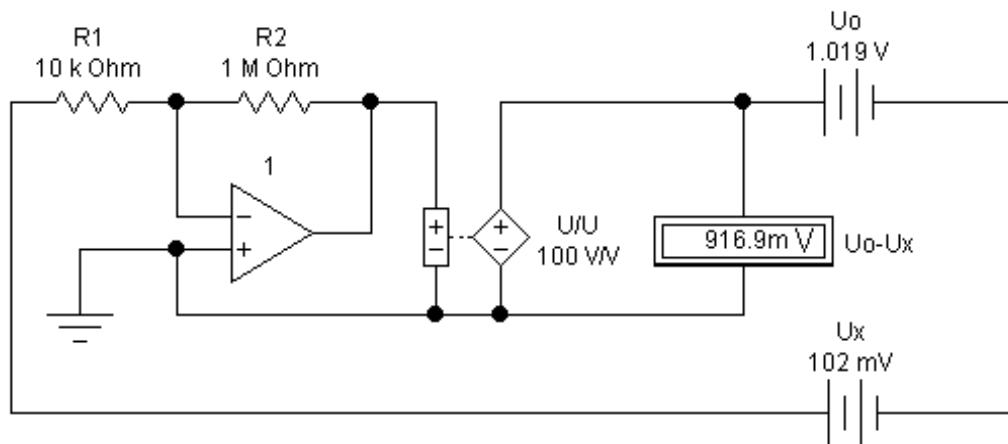 R1
10 k Ohm
R2
1 M Ohm
Uo
1.019 V
1
U/U
100 V/V
916.9m V
Uo-Ux
Ux
102 mV